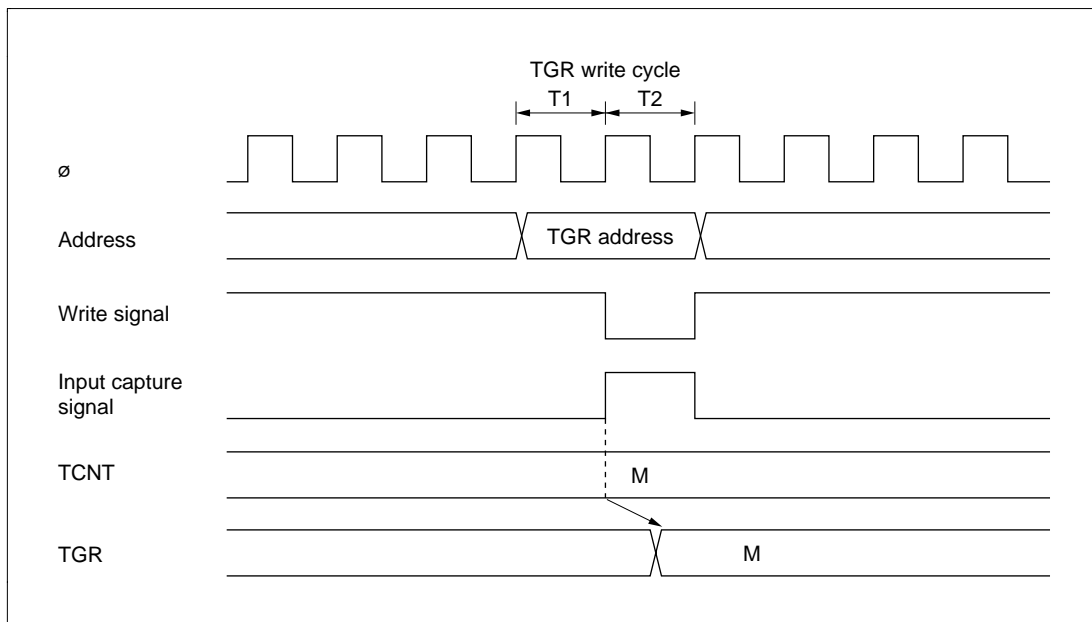 TGR write cycle
T1 T2
ø
Address TGR address
Write signal
Input capture
signal
TCNT M
TGR M